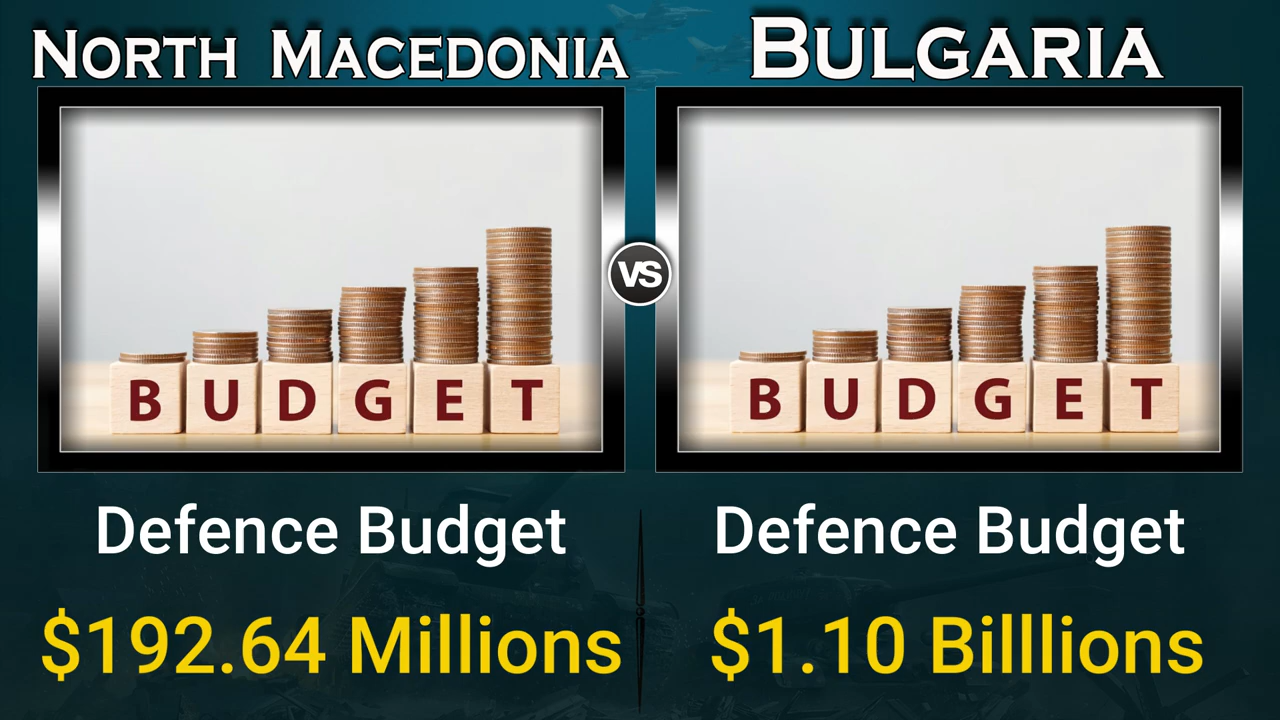 North Macedonia
Bulgaria
VS
BUDGET
BUDGET
Defence Budget
Defence Budget
$192.64 Millions
$1.10 Billlions